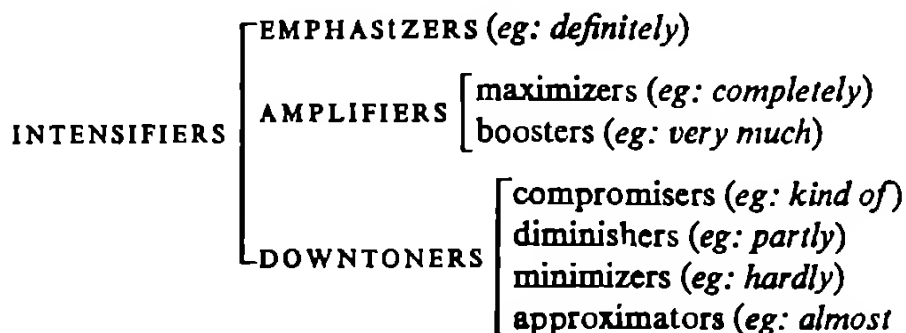 EMPHASIZERS (eg: definitely)
AMPLIFIERS
maximizers (eg: completely)
boosters (eg: very much)
INTENSIFIERS
compromisers (eg: kind of)
diminishers (eg: partly)
DOWNTONERS
minimizers (eg: hardly)
approximators (eg: almost